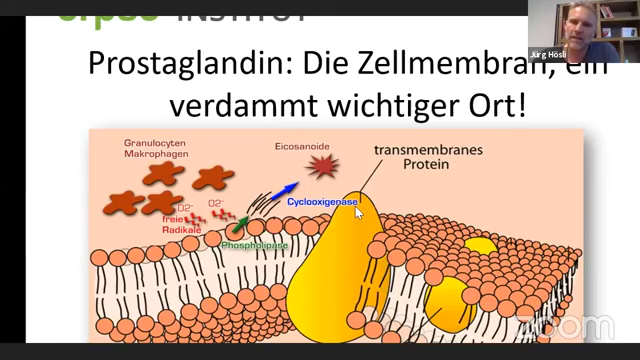 INSTITUT
Jürg Hösli
Prostaglandin: Die Zellmembran, ein
verdammt wichtiger Ort!
Granulocyten
Makrophagen
Eicosanoide
transmembranes
Protein
O2⁻
O2⁻
Cyclooxigenase
freie
Radikale
Phospholipase
zoom